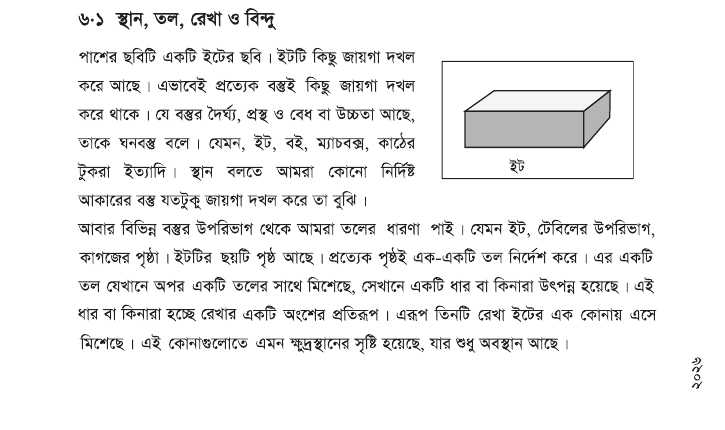 ৬.১ স্থান, তল, রেখা ও বিন্দু
পাশের ছবিটি একটি ইটের ছবি। ইটটি কিছু জায়গা দখল
করে আছে। এভাবেই প্রত্যেক বস্তুই কিছু জায়গা দখল
করে থাকে। যে বস্তুর দৈর্ঘ্য, প্রস্থ ও বেধ বা উচ্চতা আছে,
তাকে ঘনবস্তু বলে। যেমন, ইট, বই, ম্যাচবক্স, কাঠের
টুকরা ইত্যাদি। স্থান বলতে আমরা কোনো নির্দিষ্ট
আকারের বস্তু যতটুকু জায়গা দখল করে তা বুঝি।
ইট
আবার বিভিন্ন বস্তুর উপরিভাগ থেকে আমরা তলের ধারণা পাই। যেমন ইট, টেবিলের উপরিভাগ,
কাগজের পৃষ্ঠা। ইটটির ছয়টি পৃষ্ঠ আছে। প্রত্যেক পৃষ্ঠই এক-একটি তল নির্দেশ করে। এর একটি
তল যেখানে অপর একটি তলের সাথে মিশেছে, সেখানে একটি ধার বা কিনারা উৎপন্ন হয়েছে। এই
ধার বা কিনারা হচ্ছে রেখার একটি অংশের প্রতিরূপ। এরূপ তিনটি রেখা ইটের এক কোনায় এসে
মিশেছে। এই কোনাগুলোতে এমন ক্ষুদ্রস্থানের সৃষ্টি হয়েছে, যার শুধু অবস্থান আছে।
২০২৬